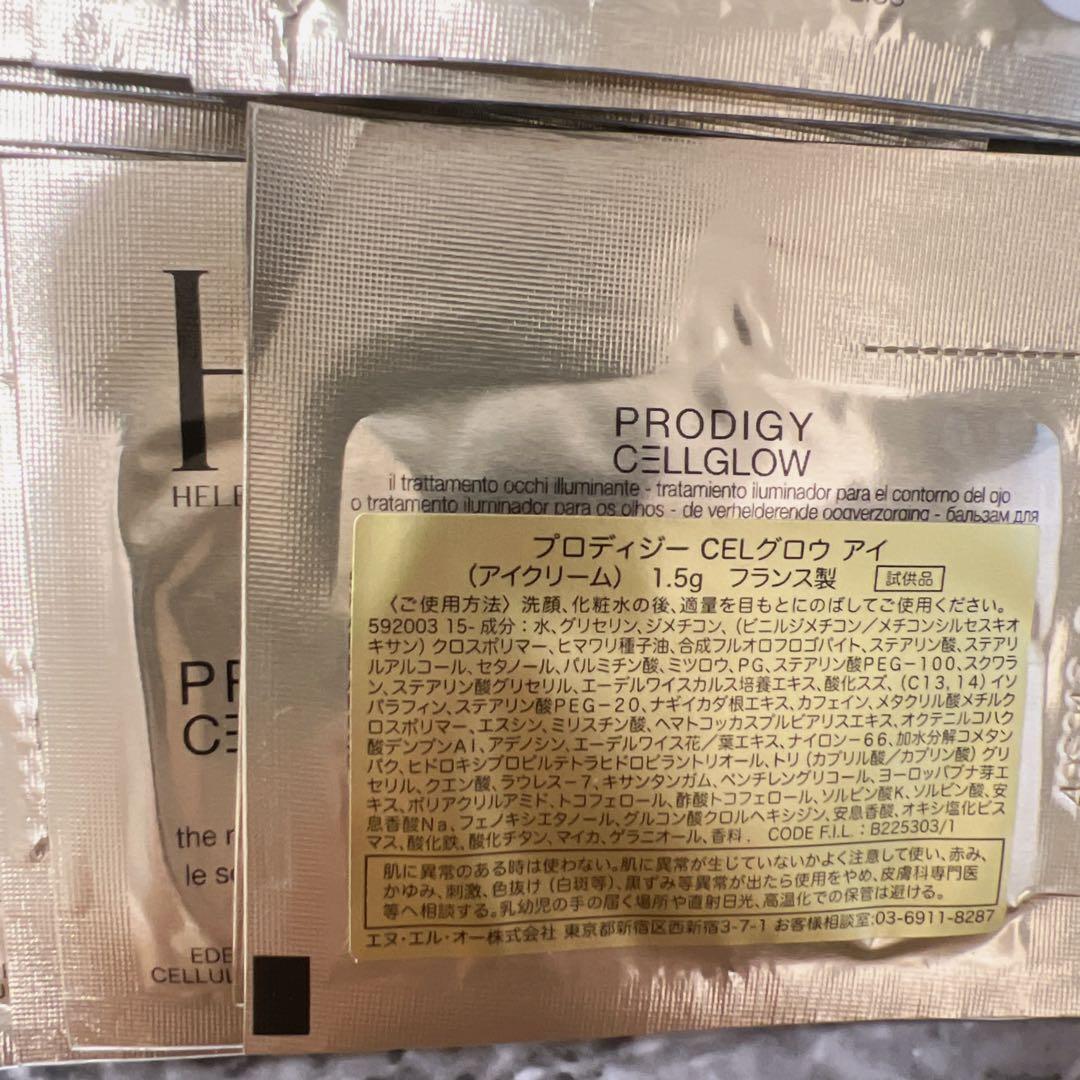 H
HELE
PR
CE
the r
le se
EDE
CELLUL
PRODIGY
CELLGLOW
il trattamento occhi illuminante - tratamiento iluminador para el contorno del ojo
o tratamento iluminador para os olhos - de verhelderende oogverzorging - бальзам для
プロディジー CELグロウ アイ
（アイクリーム） 1.5g フランス製 試供品
〈ご使用方法〉洗顔、化粧水の後、適量を目もとにのばしてご使用ください。
592003 15- 成分：水、グリセリン、ジメチコン、（ビニルジメチコン／メチコンシルセスキオ
キサン）クロスポリマー、ヒマワリ種子油、合成フルオロフロゴパイト、ステアリン酸、ステアリ
ルアルコール、セタノール、パルミチン酸、ミツロウ、PG、ステアリン酸PEG-100、スクワラ
ン、ステアリン酸グリセリル、エーデルワイスカルス培養エキス、酸化スズ、（C13,14）イソ
パラフィン、ステアリン酸PEG-20、ナギイカダ根エキス、カフェイン、メタクリル酸メチルク
ロスポリマー、エスシン、ミリスチン酸、ヘマトコッカスプルビアリスエキス、オクテニルコハク
酸デンプンAl、アデノシン、エーデルワイス花／葉エキス、ナイロン-66、加水分解コメタン
パク、ヒドロキシプロピルテトラヒドロピラントリオール、トリ（カプリル酸／カプリン酸）グリ
セリル、クエン酸、ラウレス-7、キサンタンガム、ペンチレングリコール、ヨーロッパブナ芽エ
キス、ポリアクリルアミド、トコフェロール、酢酸トコフェロール、ソルビン酸K、ソルビン酸、安
息香酸Na、フェノキシエタノール、グルコン酸クロルヘキシジン、安息香酸、オキシ塩化ビス
マス、酸化鉄、酸化チタン、マイカ、ゲラニオール、香料． CODE F.I.L. : B225303/1
肌に異常のある時は使わない。肌に異常が生じていないかよく注意して使い、赤み、
かゆみ、刺激、色抜け（白斑等）、黒ずみ等異常が出たら使用をやめ、皮膚科専門医
等へ相談する。乳幼児の手の届く場所や直射日光、高温化での保管は避ける。
エヌ・エル・オー株式会社 東京都新宿区西新宿3-7-1 お客様相談室:03-6911-8287